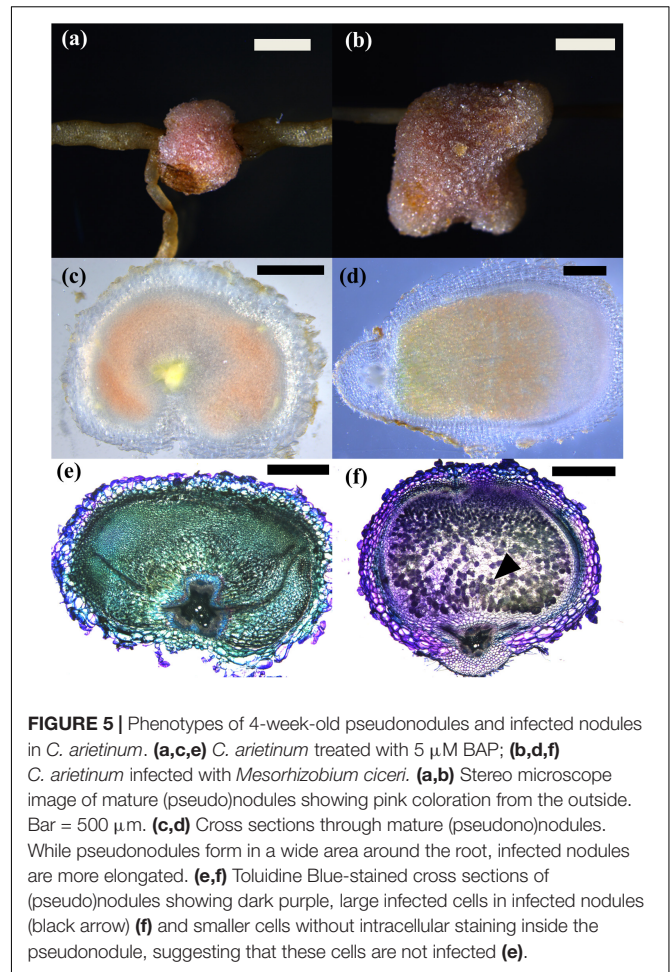 (a)
(b)
(c)
(d)
(e)
(f)
FIGURE 5 | Phenotypes of 4-week-old pseudonodules and infected nodules
in C. arietinum. (a,c,e) C. arietinum treated with 5 μM BAP; (b,d,f)
C. arietinum infected with Mesorhizobium ciceri. (a,b) Stereo microscope
image of mature (pseudo)nodules showing pink coloration from the outside.
Bar = 500 μm. (c,d) Cross sections through mature (pseudono)nodules.
While pseudonodules form in a wide area around the root, infected nodules
are more elongated. (e,f) Toluidine Blue-stained cross sections of
(pseudo)nodules showing dark purple, large infected cells in infected nodules
(black arrow) (f) and smaller cells without intracellular staining inside the
pseudonodule, suggesting that these cells are not infected (e).